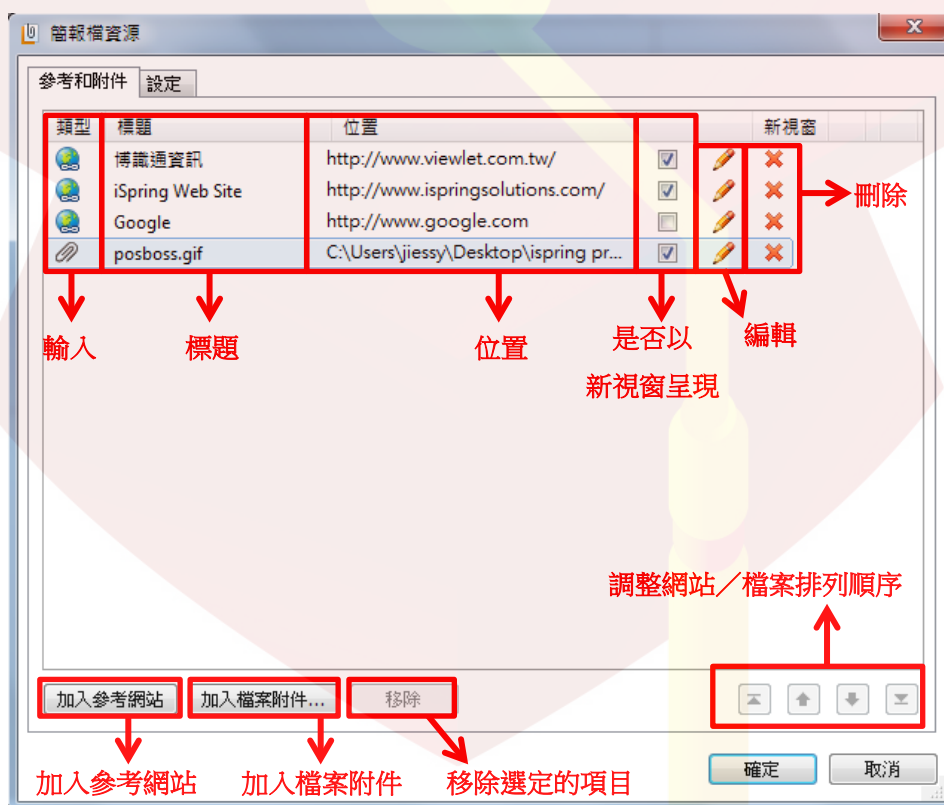 簡報檔資源
參考和附件 設定
類型 標題 位置 新視窗
博識通資訊 http://www.viewlet.com.tw/
iSpring Web Site http://www.ispringsolutions.com/
Google http://www.google.com
posboss.gif C:\Users\jiessy\Desktop\ispring pr...
刪除
輸入 標題 位置 是否以 編輯
新視窗呈現
調整網站／檔案排列順序
加入參考網站 加入檔案附件... 移除
加入參考網站 加入檔案附件 移除選定的項目
確定 取消